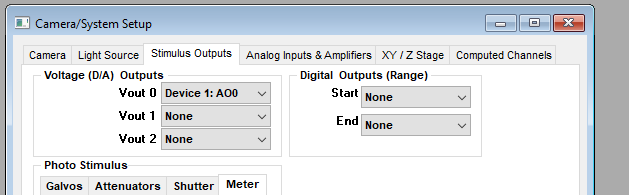 Camera/System Setup
Camera Light Source Stimulus Outputs Analog Inputs & Amplifiers XY / Z Stage Computed Channels
Voltage (D/A) Outputs
Vout 0 Device 1: AO0
Vout 1 None
Vout 2 None
Digital Outputs (Range)
Start None
End None
Photo Stimulus
Galvos Attenuators Shutter Meter